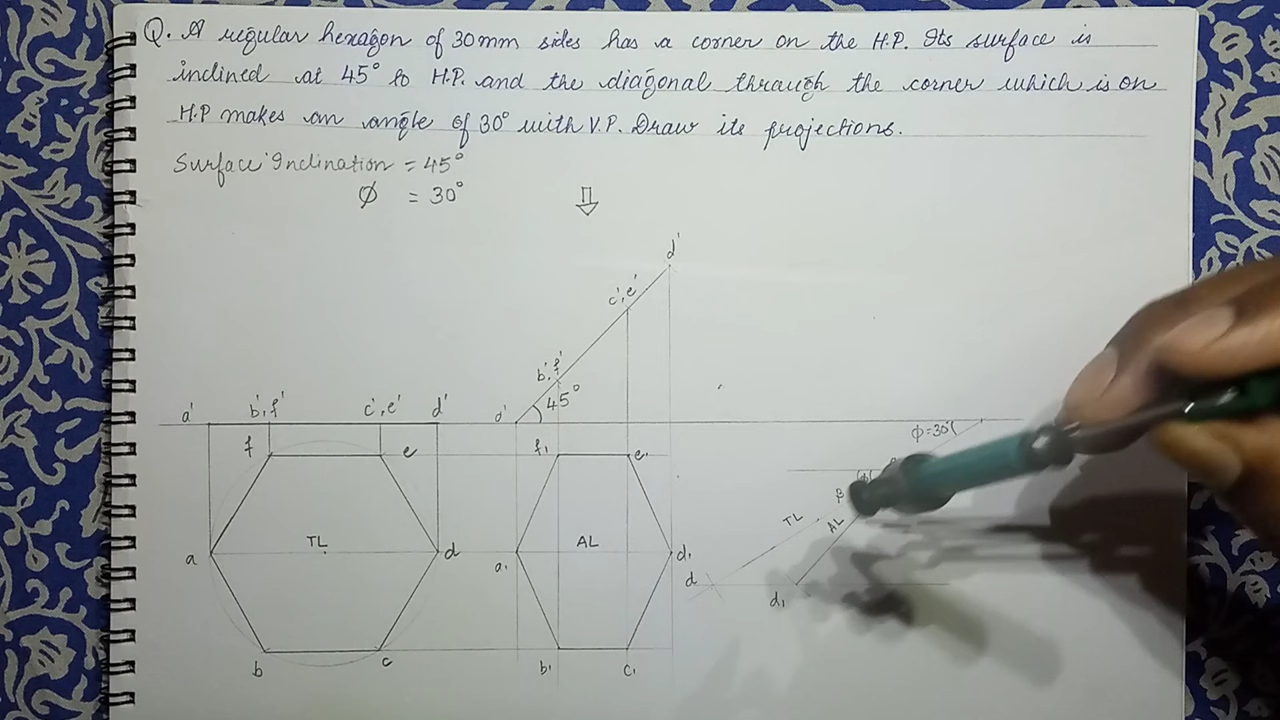 Q. A regular hexagon of 30mm sides has a corner on the H.P. Its surface is
inclined at 45° to H.P. and the diagonal through the corner which is on
H.P makes an angle of 30° with V.P. Draw its projections.
Surface Inclination = 45°
Ø = 30°
d'
c',e'
b',f'
45°
a' b',f' c',e' d' o'
f e f₁ e₁ Ø=30°
β
TL AL
a TL d a₁ AL d₁ d
d₁
b c b₁ c₁